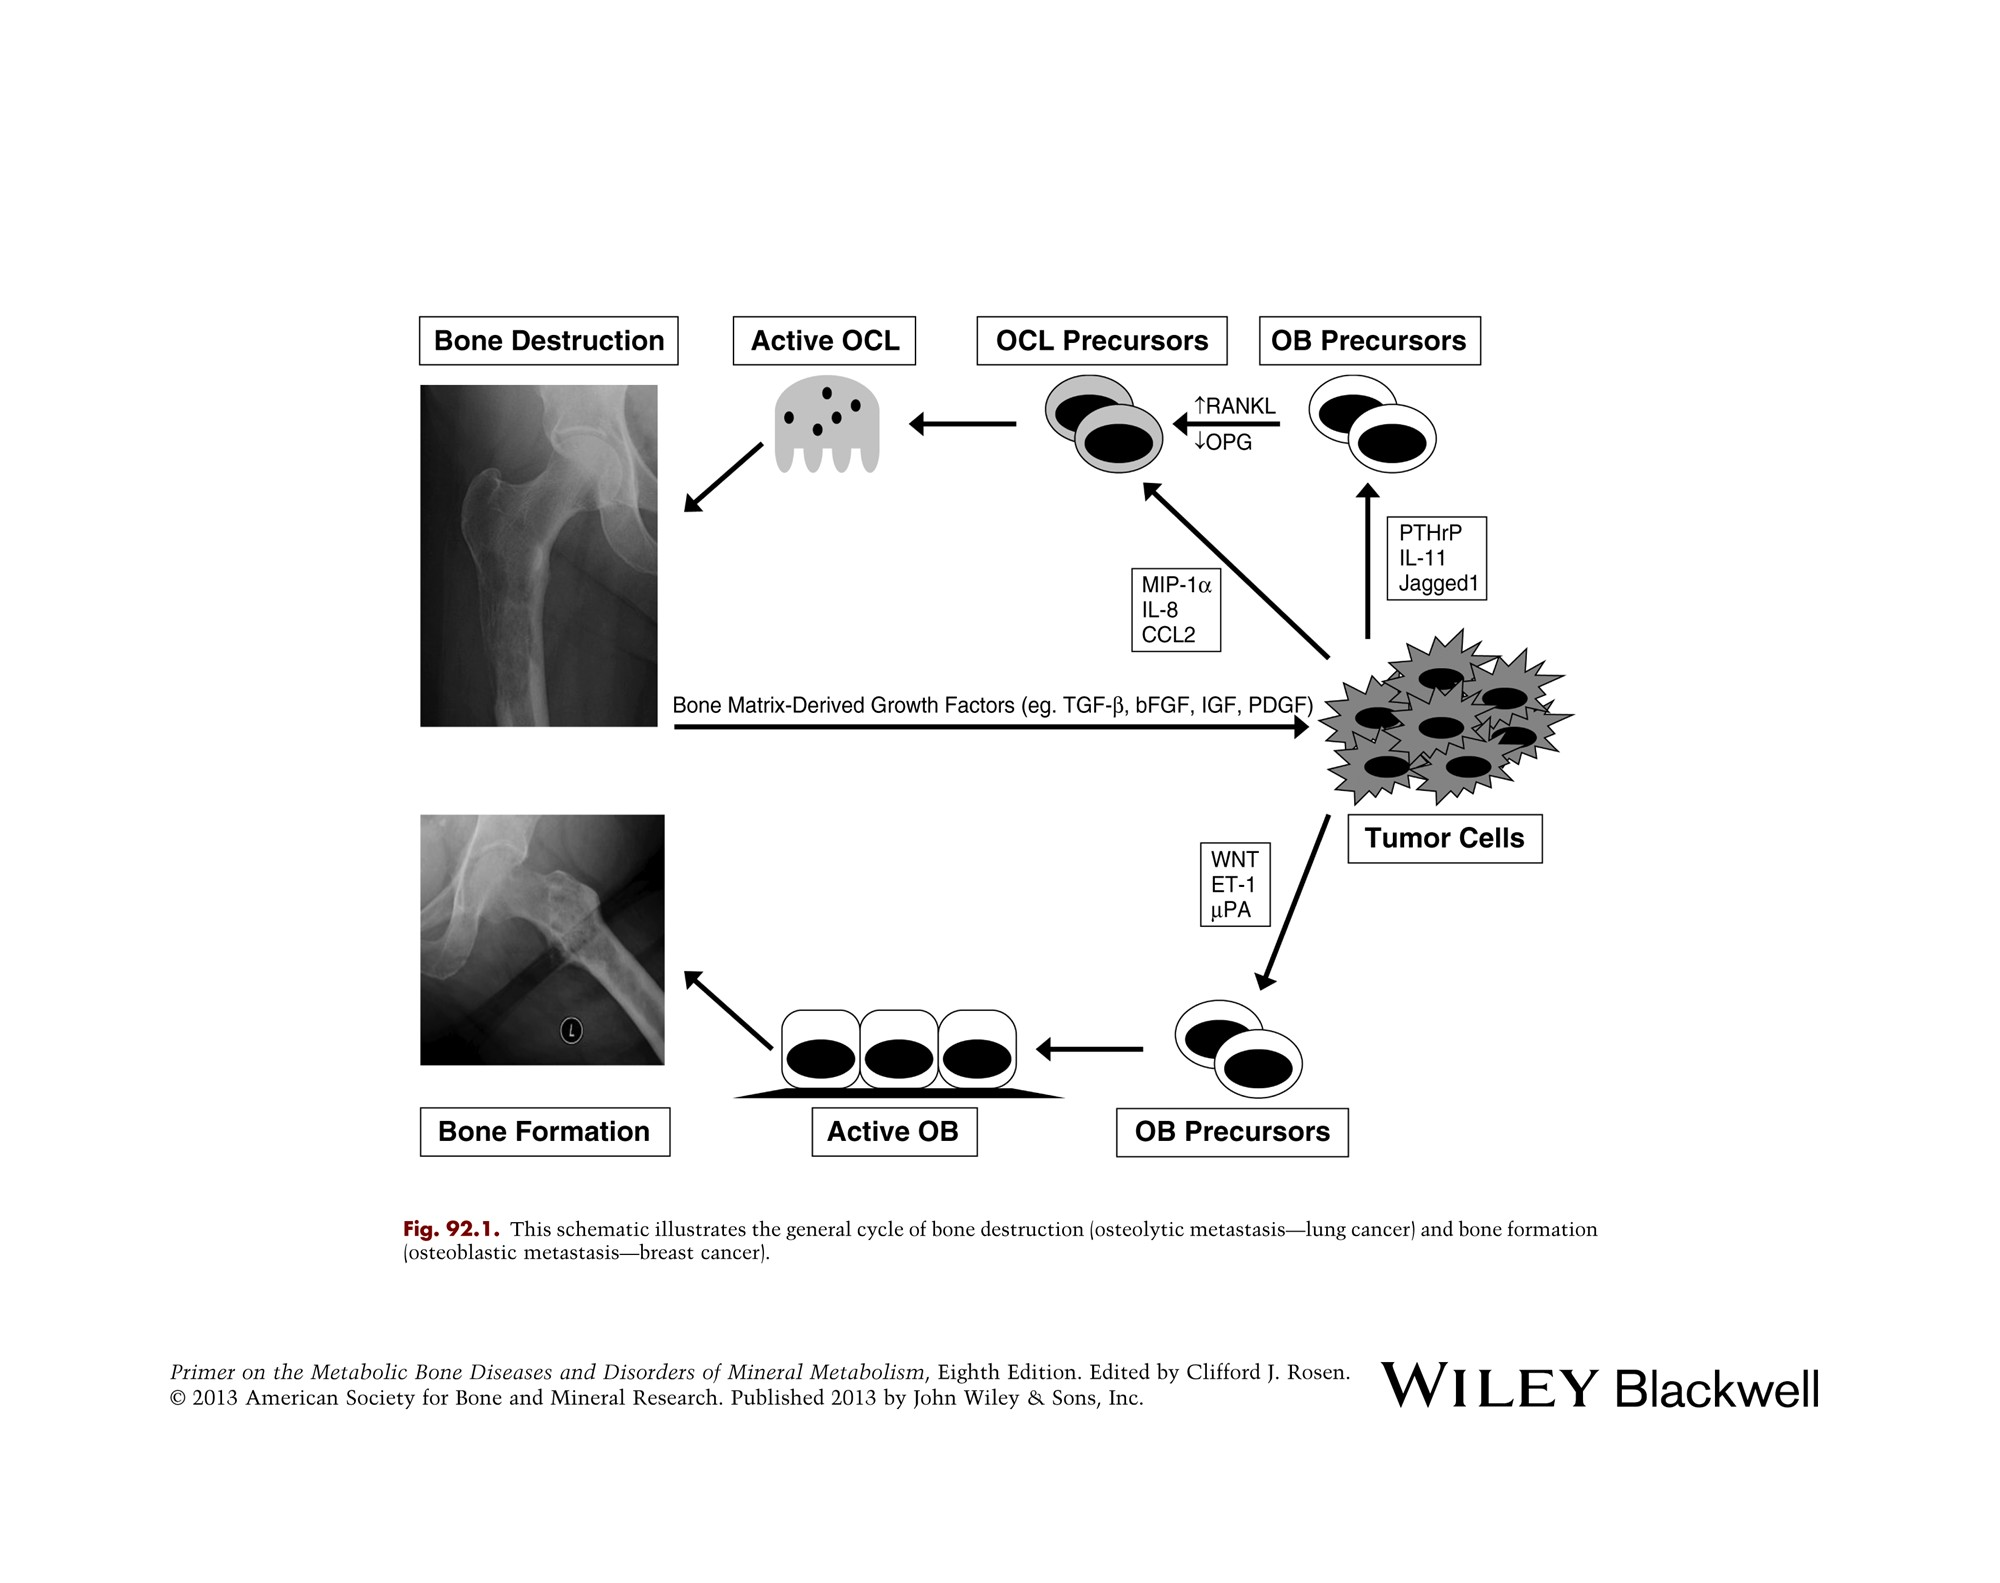 Bone Destruction
Active OCL
OCL Precursors
OB Precursors
↑RANKL
↓OPG
PTHrP
IL-11
Jagged1
MIP-1α
IL-8
CCL2
Bone Matrix-Derived Growth Factors (eg. TGF-β, bFGF, IGF, PDGF)
Tumor Cells
WNT
ET-1
μPA
L
Bone Formation
Active OB
OB Precursors
Fig. 92.1. This schematic illustrates the general cycle of bone destruction (osteolytic metastasis—lung cancer) and bone formation
(osteoblastic metastasis—breast cancer).
Primer on the Metabolic Bone Diseases and Disorders of Mineral Metabolism, Eighth Edition. Edited by Clifford J. Rosen.
© 2013 American Society for Bone and Mineral Research. Published 2013 by John Wiley & Sons, Inc.
WILEY Blackwell